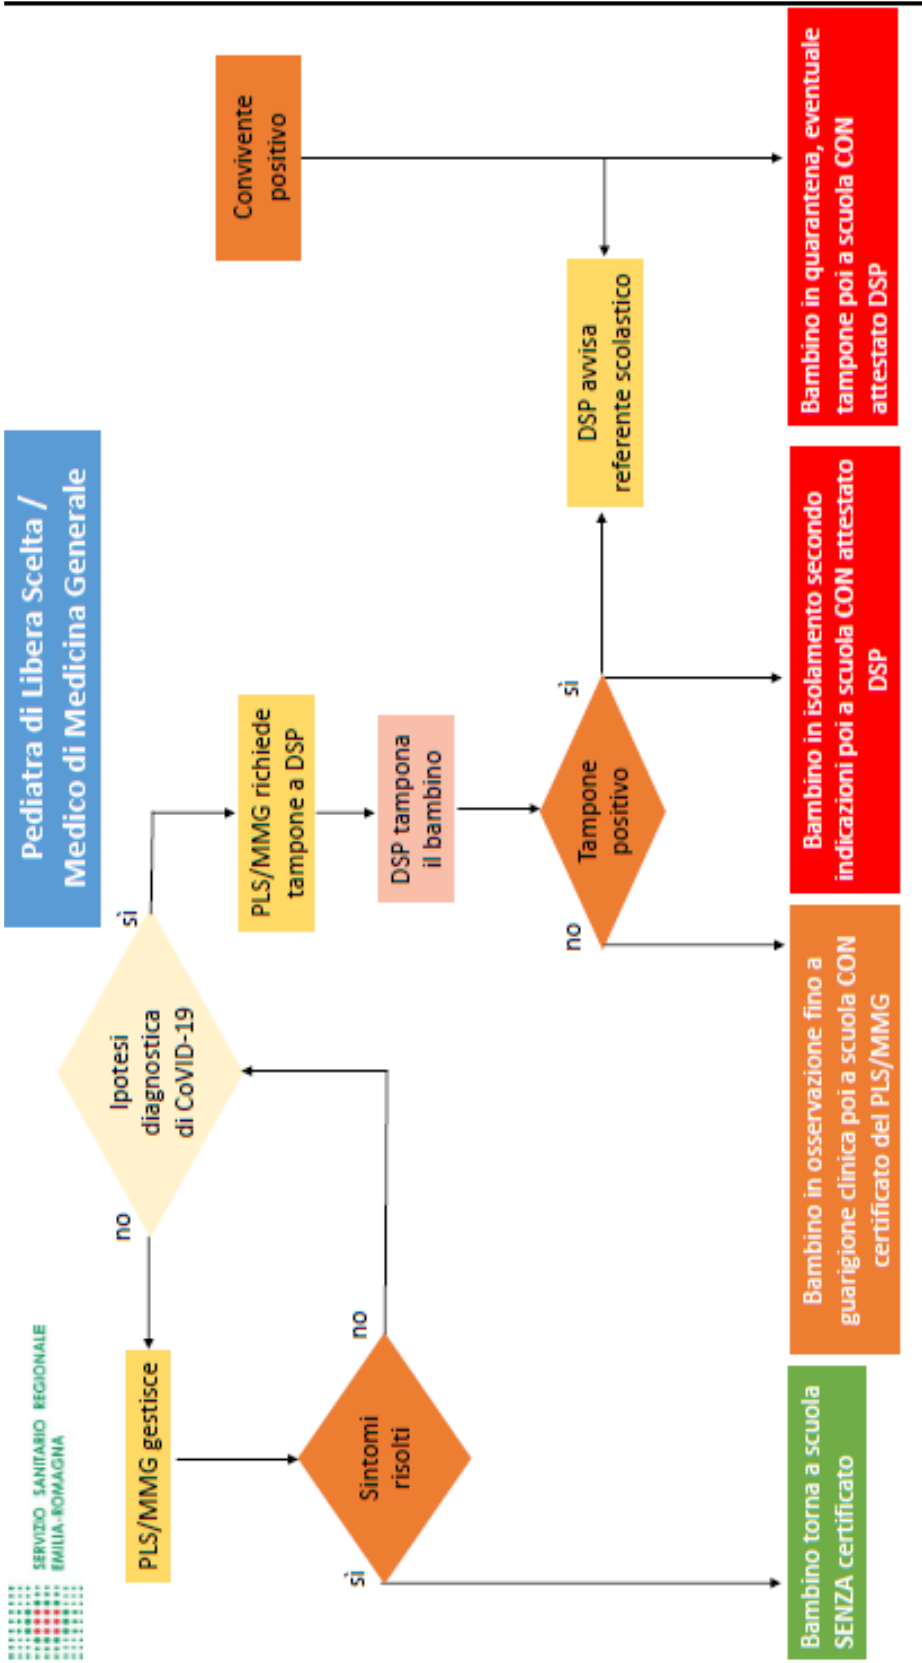 SERVIZIO SANITARIO REGIONALE
EMILIA-ROMAGNA
Pediatra di Libera Scelta /
Medico di Medicina Generale
Ipotesi
diagnostica
di CoVID-19
no
sì
PLS/MMG gestisce
PLS/MMG richiede
tampone a DSP
Convivente
positivo
Sintomi
risolti
sì
no
DSP tampona
il bambino
Tampone
positivo
no
sì
DSP avvisa
referente scolastico
Bambino torna a scuola
SENZA certificato
Bambino in osservazione fino a
guarigione clinica poi a scuola CON
certificato del PLS/MMG
Bambino in isolamento secondo
indicazioni poi a scuola CON attestato
DSP
Bambino in quarantena, eventuale
tampone poi a scuola CON
attestato DSP